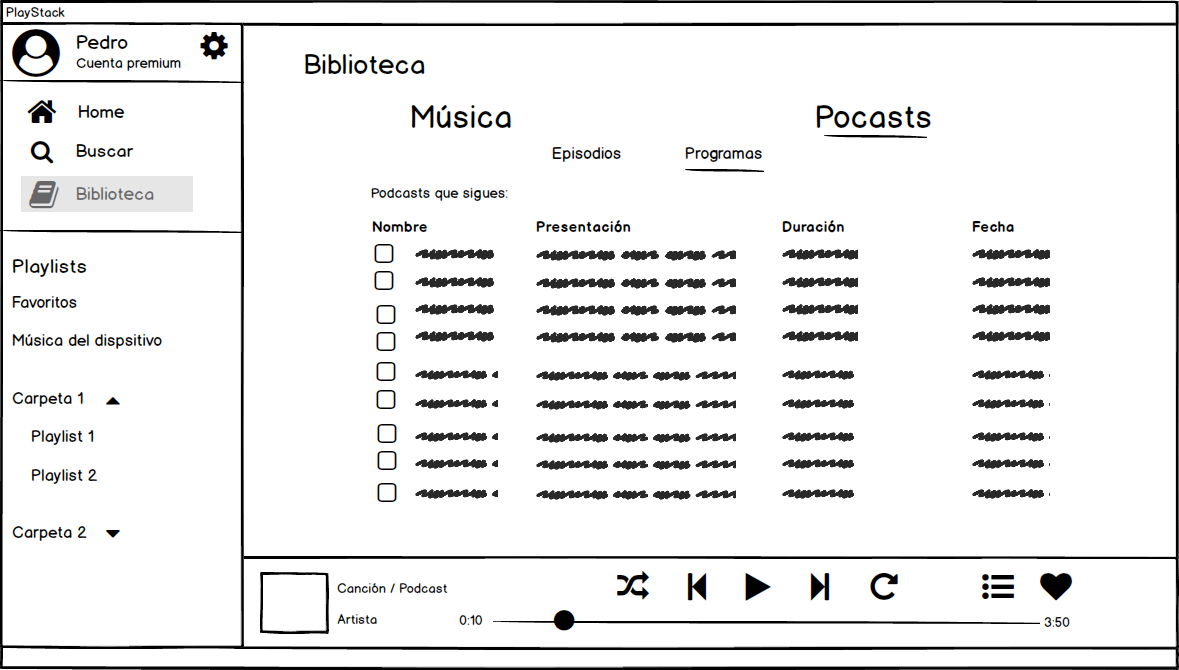 PlayStack
Pedro
Cuenta premium
Home
Buscar
Biblioteca
Playlists
Favoritos
Música del dispsitivo
Carpeta 1
Playlist 1
Playlist 2
Carpeta 2
Biblioteca
Música Pocasts
Episodios Programas
Podcasts que sigues:
Nombre Presentación Duración Fecha
Canción / Podcast
Artista
0:10 3:50